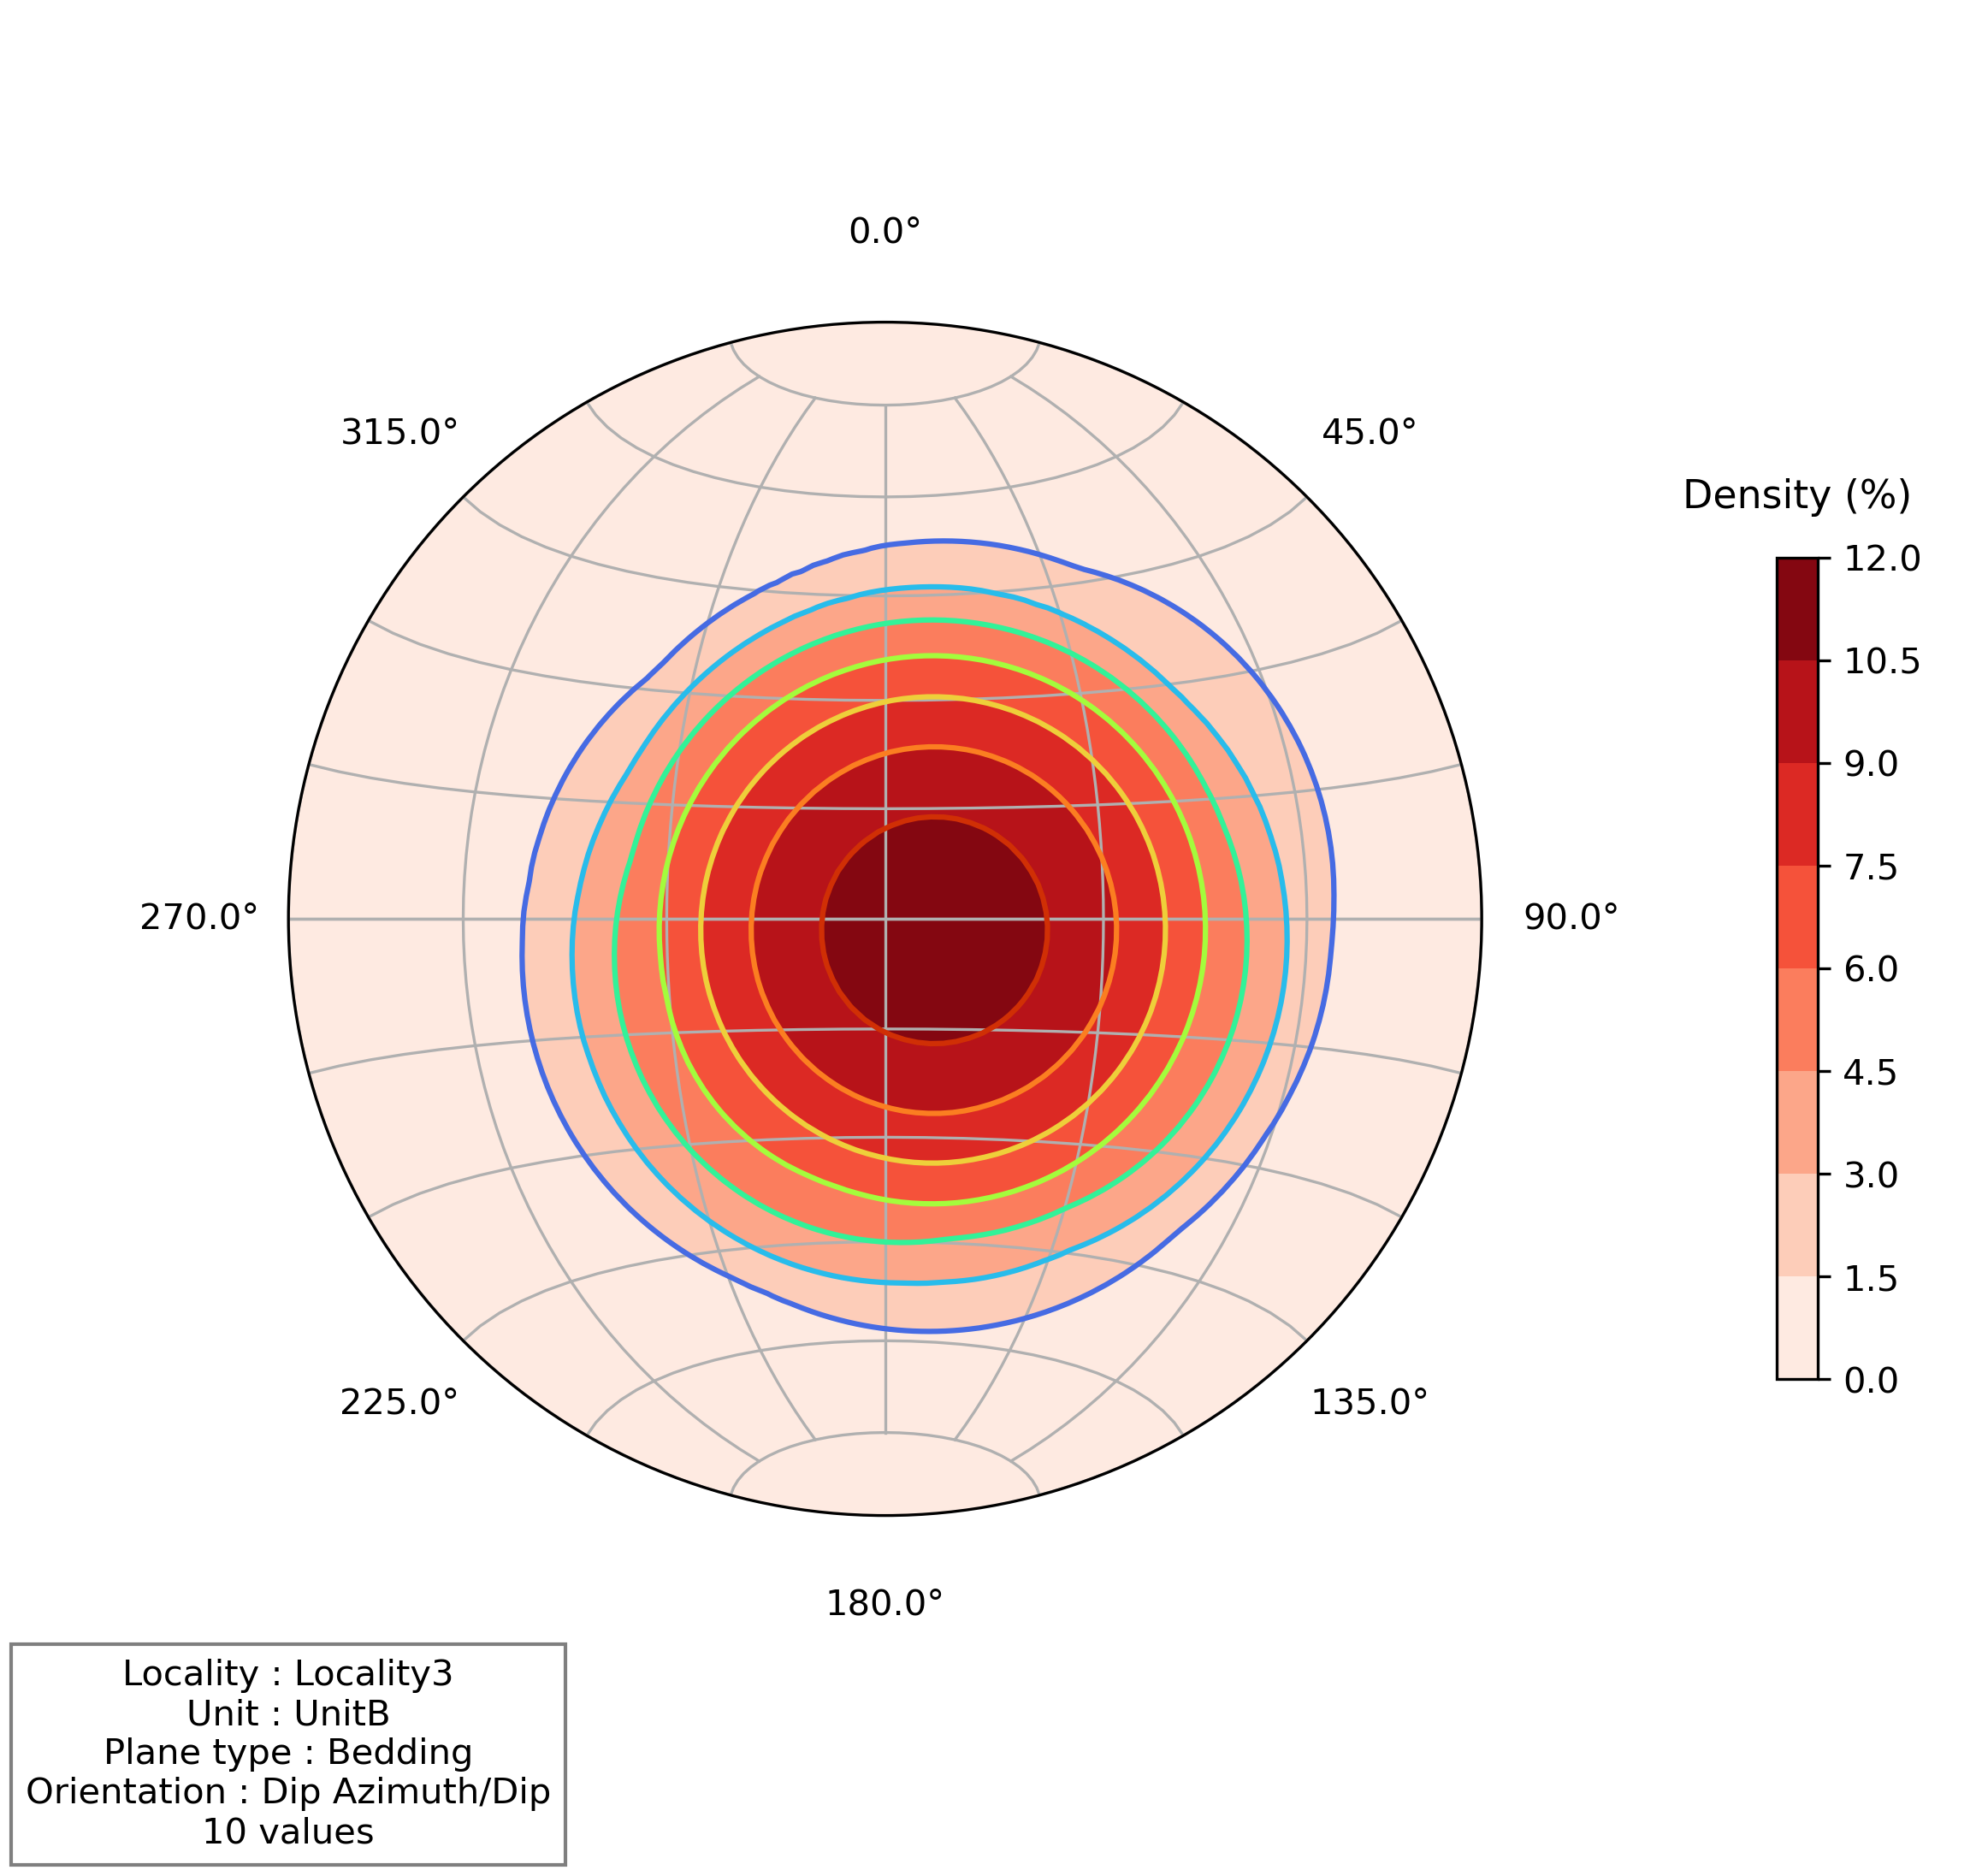 0.0°
315.0°
45.0°
Density (%)
12.0
10.5
9.0
7.5
270.0°
90.0°
6.0
4.5
3.0
1.5
0.0
225.0°
135.0°
180.0°
Locality : Locality3
Unit : UnitB
Plane type : Bedding
Orientation : Dip Azimuth/Dip
10 values